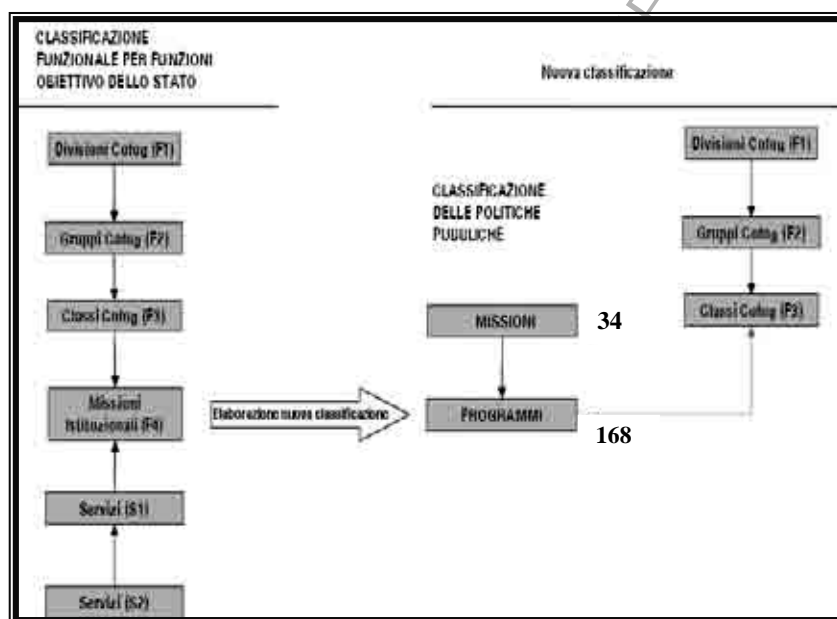 CLASSIFICAZIONE
FUNZIONALE PER FUNZIONI
OBIETTIVO DELLO STATO
Nuova classificazione
Divisioni Cofog (F1)
Gruppi Cofog (F2)
Classi Cofog (F3)
Missioni
Istituzionali (F4)
Servizi (S1)
Servizi (S2)
Elaborazione nuova classificazione
CLASSIFICAZIONE
DELLE POLITICHE
PUBBLICHE
MISSIONI
34
PROGRAMMI
168
Divisioni Cofog (F1)
Gruppi Cofog (F2)
Classi Cofog (F3)